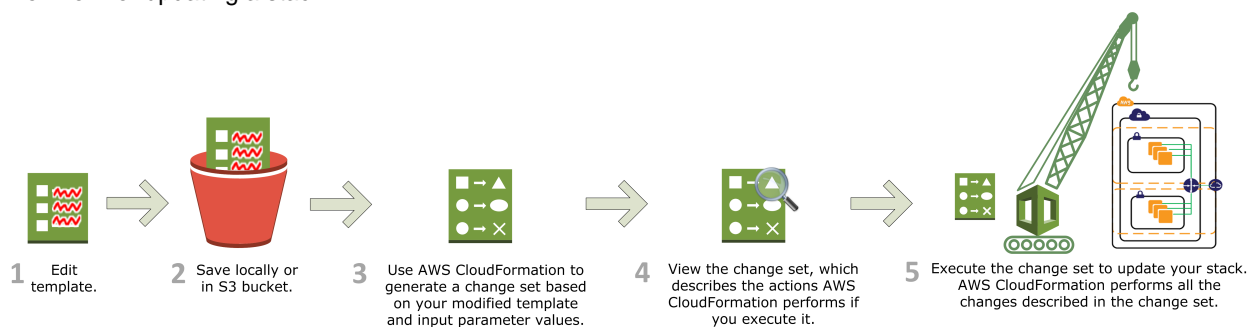 updating a
1
Edit
template.
2
Save locally or
in S3 bucket.
3
Use AWS CloudFormation to
generate a change set based
on your modified template
and input parameter values.
4
View the change set, which
describes the actions AWS
CloudFormation performs if
you execute it.
AWS
5
Execute the change set to update your stack.
AWS CloudFormation performs all the
changes described in the change set.